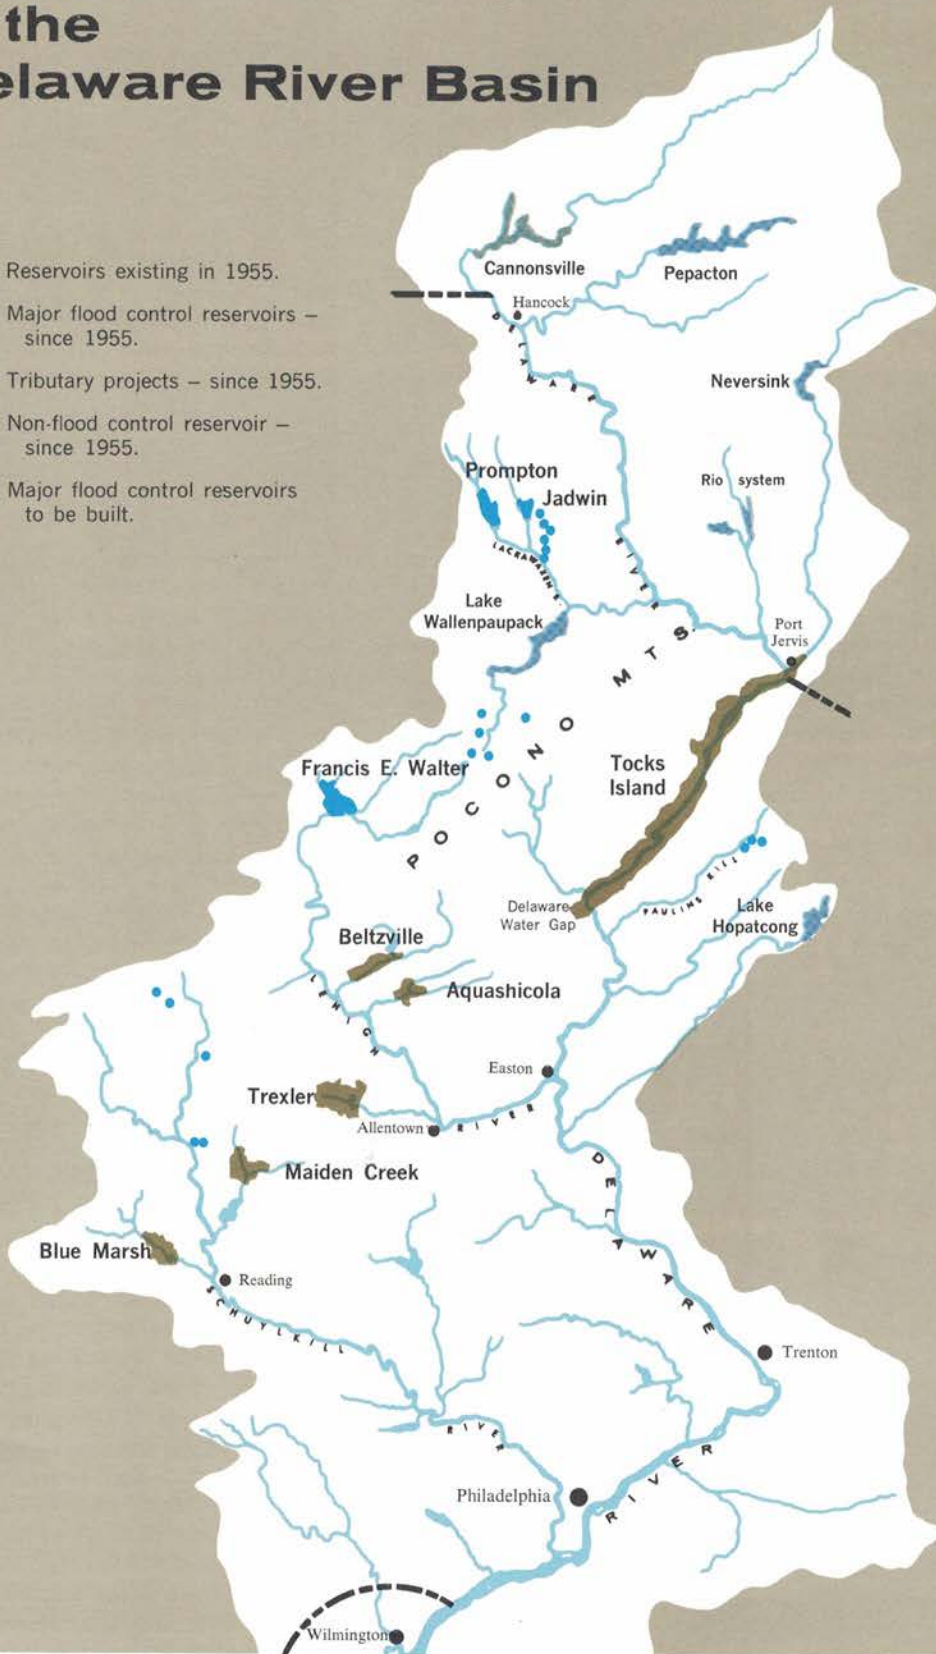 the
elaware River Basin
Reservoirs existing in 1955.
Major flood control reservoirs –
since 1955.
Tributary projects – since 1955.
Non-flood control reservoir –
since 1955.
Major flood control reservoirs
to be built.
Cannonsville
Pepacton
Hancock
DELAWARE
Neversink
Prompton
Jadwin
Rio system
LACKAWAXEN R.
RIVER
Lake
Wallenpaupack
Port
Jervis
POCONO MTS.
Tocks
Island
Francis E. Walter
PAULINS KILL
Delaware
Water Gap
Lake
Hopatcong
Beltzville
Aquashicola
LEHIGH
Easton
Trexler
Allentown
RIVER
Maiden Creek
DELAWARE
Blue Marsh
Reading
SCHUYLKILL
Trenton
RIVER
Philadelphia
RIVER
Wilmington